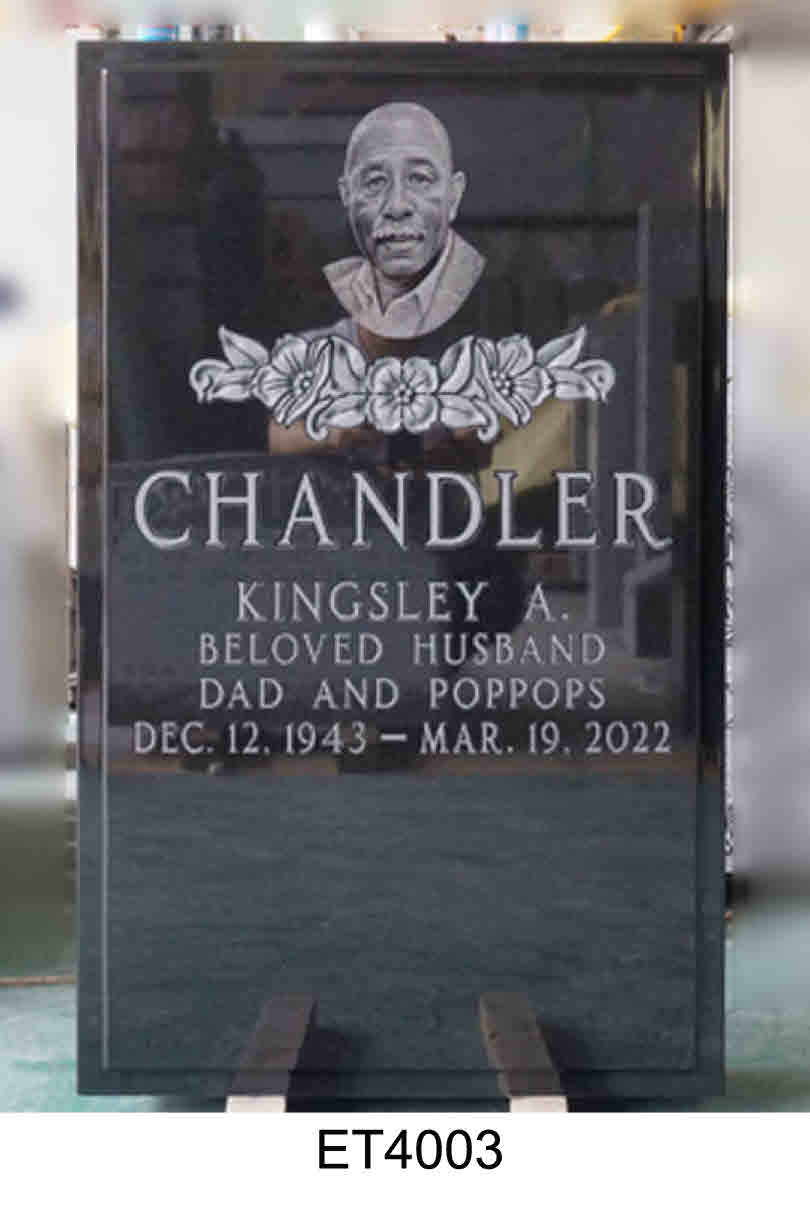 CHANDLER
KINGSLEY A.
BELOVED HUSBAND
DAD AND POPPOPS
DEC. 12, 1943 – MAR. 19, 2022
ET4003